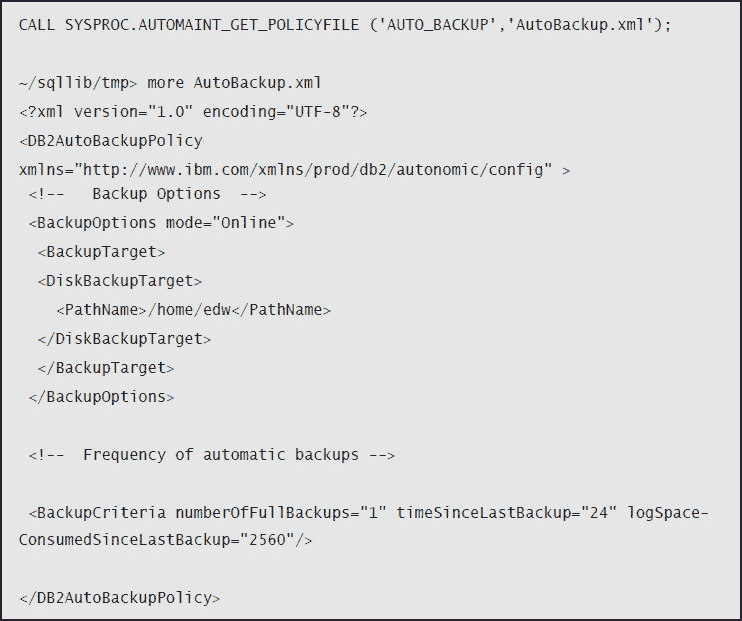 CALL SYSPROC.AUTOMAINT_GET_POLICYFILE ('AUTO_BACKUP','AutoBackup.xml');
~/sqllib/tmp> more AutoBackup.xml
<?xml version="1.0" encoding="UTF-8"?>
<DB2AutoBackupPolicy
xmlns="http://www.ibm.com/xmlns/prod/db2/autonomic/config" >
<!--   Backup Options  -->
<BackupOptions mode="Online">
<BackupTarget>
<DiskBackupTarget>
<PathName>/home/edw</PathName>
</DiskBackupTarget>
</BackupTarget>
</BackupOptions>
<!--  Frequency of automatic backups -->
<BackupCriteria numberOfFullBackups="1" timeSinceLastBackup="24" logSpace-
ConsumedSinceLastBackup="2560"/>
</DB2AutoBackupPolicy>